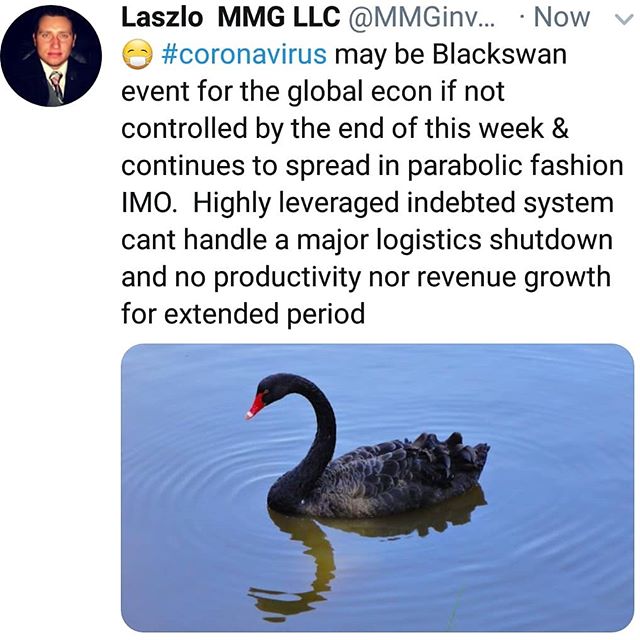 Laszlo MMG LLC @MMGinv... · Now
😷 #coronavirus may be Blackswan
event for the global econ if not
controlled by the end of this week &
continues to spread in parabolic fashion
IMO. Highly leveraged indebted system
cant handle a major logistics shutdown
and no productivity nor revenue growth
for extended period